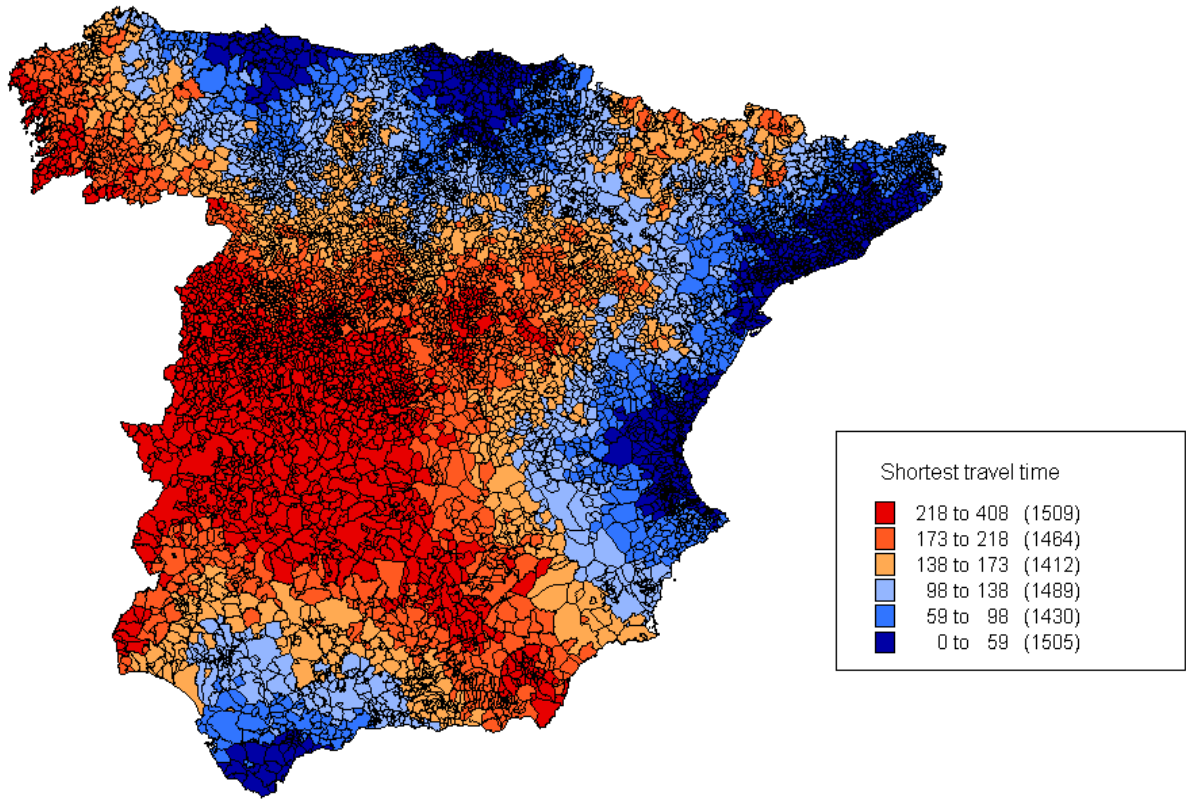 Shortest travel time
218 to 408 (1509)
173 to 218 (1464)
138 to 173 (1412)
98 to 138 (1489)
59 to 98 (1430)
0 to 59 (1505)